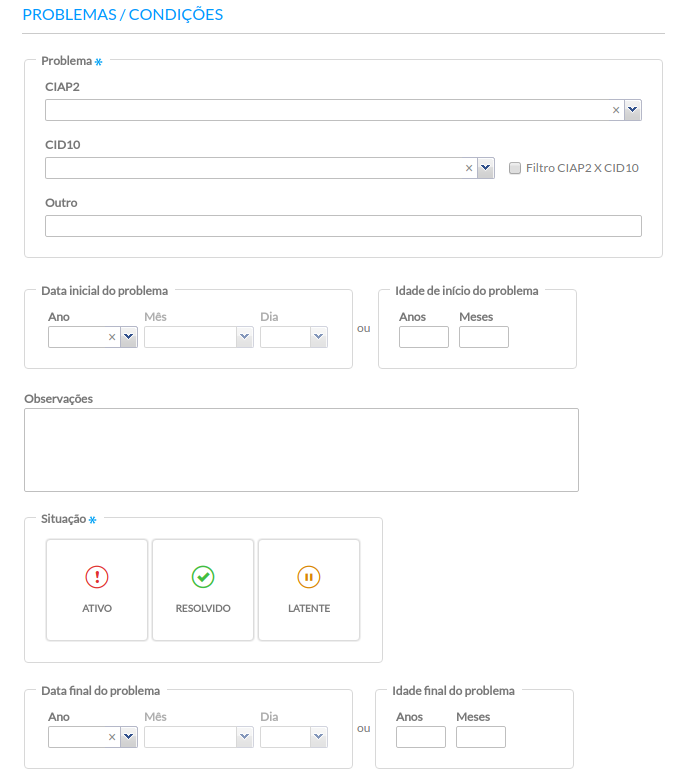 PROBLEMAS / CONDIÇÕES
Problema *
CIAP2
CID10
Filtro CIAP2 X CID10
Outro
Data inicial do problema
Idade de início do problema
Ano Mês Dia
Anos Meses
ou
Observações
Situação *
ATIVO RESOLVIDO LATENTE
Data final do problema
Idade final do problema
Ano Mês Dia
Anos Meses
ou